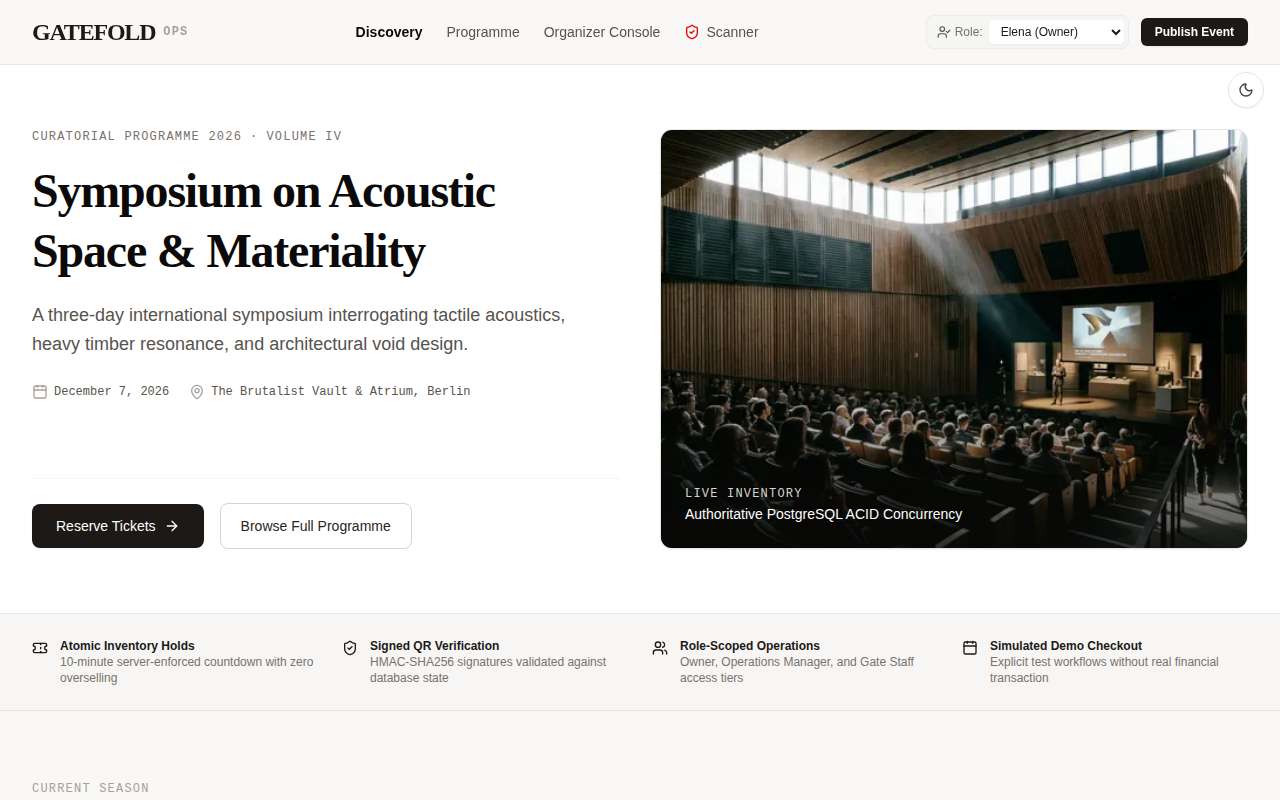 GATEFOLD OPS
Discovery Programme Organizer Console Scanner
Role: Elena (Owner) Publish Event
CURATORIAL PROGRAMME 2026 · VOLUME IV
Symposium on Acoustic
Space & Materiality
A three-day international symposium interrogating tactile acoustics,
heavy timber resonance, and architectural void design.
December 7, 2026 The Brutalist Vault & Atrium, Berlin
Reserve Tickets Browse Full Programme
LIVE INVENTORY
Authoritative PostgreSQL ACID Concurrency
Atomic Inventory Holds
10-minute server-enforced countdown with zero
overselling
Signed QR Verification
HMAC-SHA256 signatures validated against
database state
Role-Scoped Operations
Owner, Operations Manager, and Gate Staff
access tiers
Simulated Demo Checkout
Explicit test workflows without real financial
transaction
CURRENT SEASON